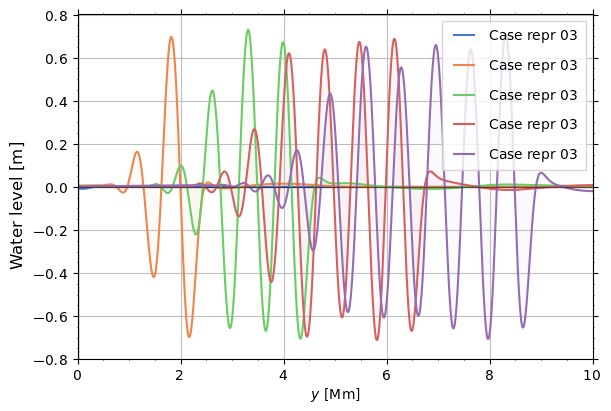 0.8
0.6
0.4
0.2
0.0
−0.2
−0.4
−0.6
−0.8
Water level [m]
Case repr 03
Case repr 03
Case repr 03
Case repr 03
Case repr 03
0 2 4 6 8 10
y [Mm]